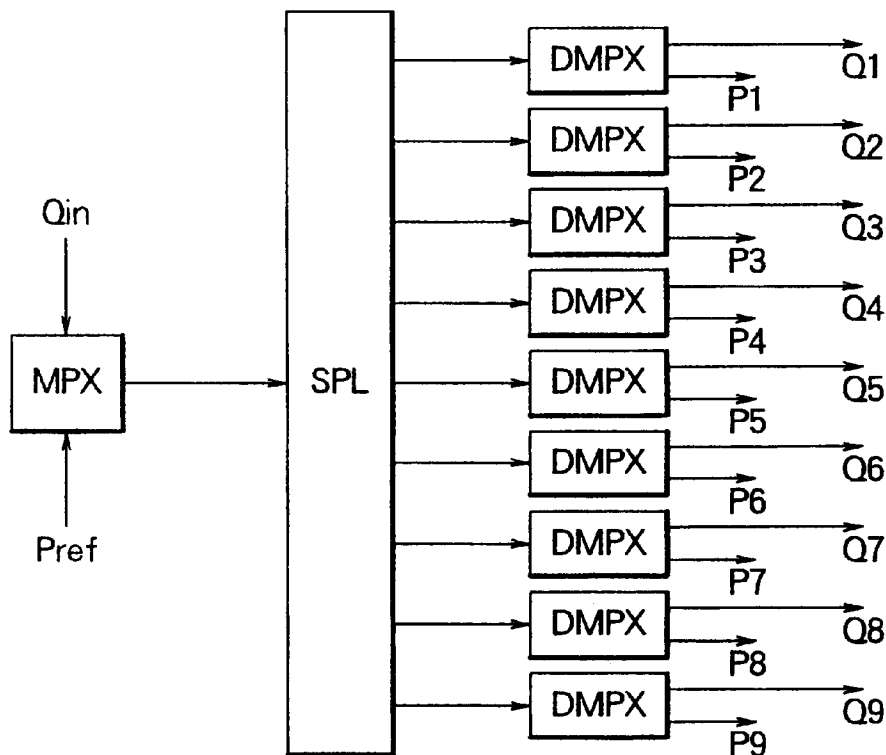 DMPX
Q1
P1
DMPX
Q2
P2
DMPX
Q3
P3
Qin
DMPX
Q4
P4
MPX
SPL
DMPX
Q5
P5
DMPX
Q6
P6
Pref
DMPX
Q7
P7
DMPX
Q8
P8
DMPX
Q9
P9